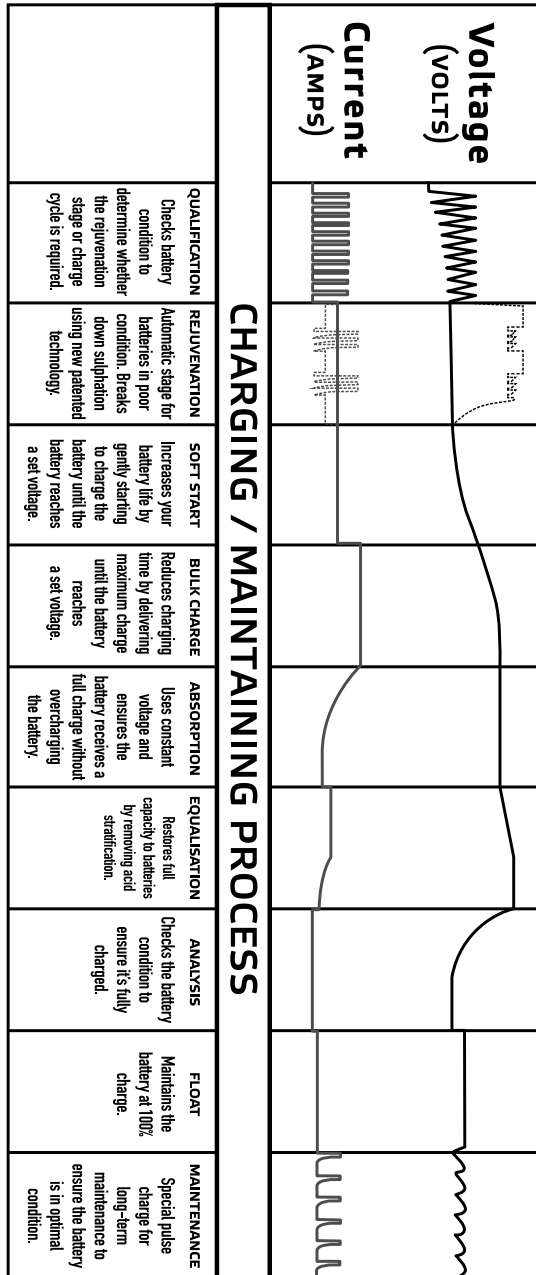 Voltage
(VOLTS)
Current
(AMPS)
CHARGING / MAINTAINING PROCESS
QUALIFICATION
Checks battery
condition to
determine whether
the rejuvenation
stage or charge
cycle is required.
REJUVENATION
Automatic stage for
batteries in poor
condition. Breaks
down sulphation
using new patented
technology.
SOFT START
Increases your
battery life by
gently starting
to charge the
battery until the
battery reaches
a set voltage.
BULK CHARGE
Reduces charging
time by delivering
maximum charge
until the battery
reaches
a set voltage.
ABSORPTION
Uses constant
voltage and
ensures the
battery receives a
full charge without
overcharging
the battery.
EQUALISATION
Restores full
capacity to batteries
by removing acid
stratification.
ANALYSIS
Checks the battery
condition to
ensure it's fully
charged.
FLOAT
Maintains the
battery at 100%
charge.
MAINTENANCE
Special pulse
charge for
long-term
maintenance to
ensure the battery
is in optimal
condition.